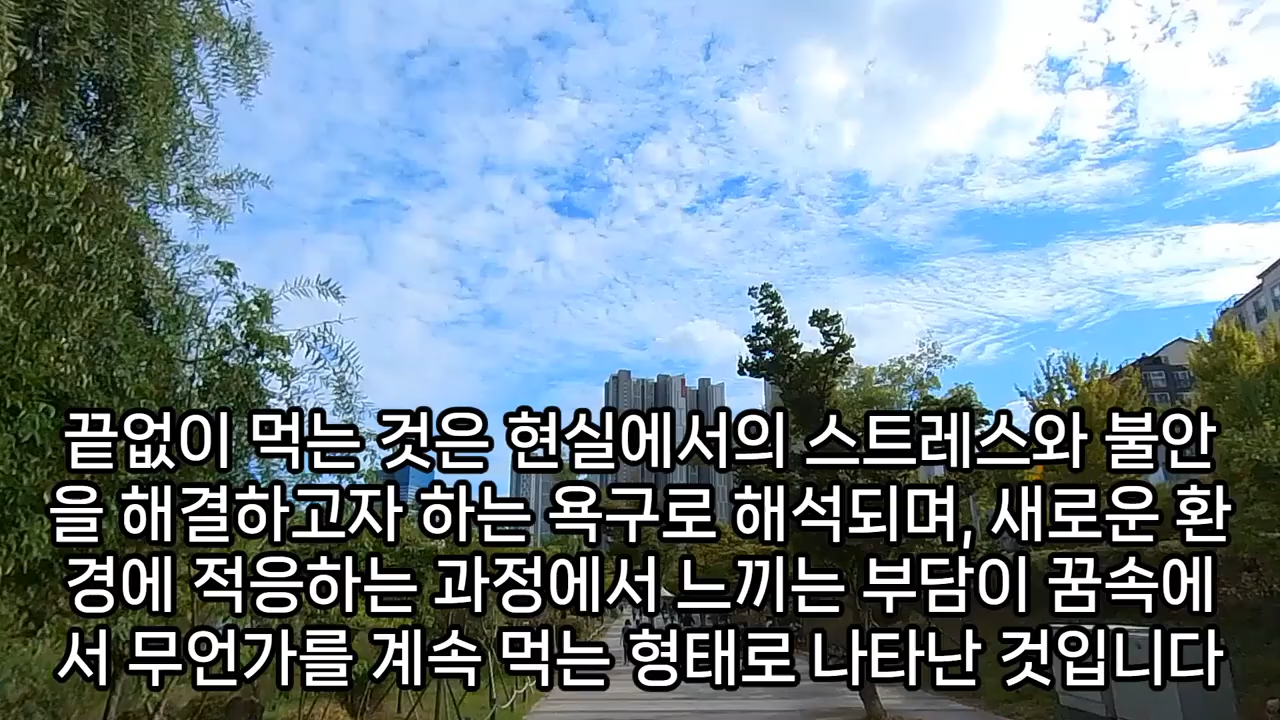 끝없이 먹는 것은 현실에서의 스트레스와 불안
을 해결하고자 하는 욕구로 해석되며, 새로운 환
경에 적응하는 과정에서 느끼는 부담이 꿈속에
서 무언가를 계속 먹는 형태로 나타난 것입니다